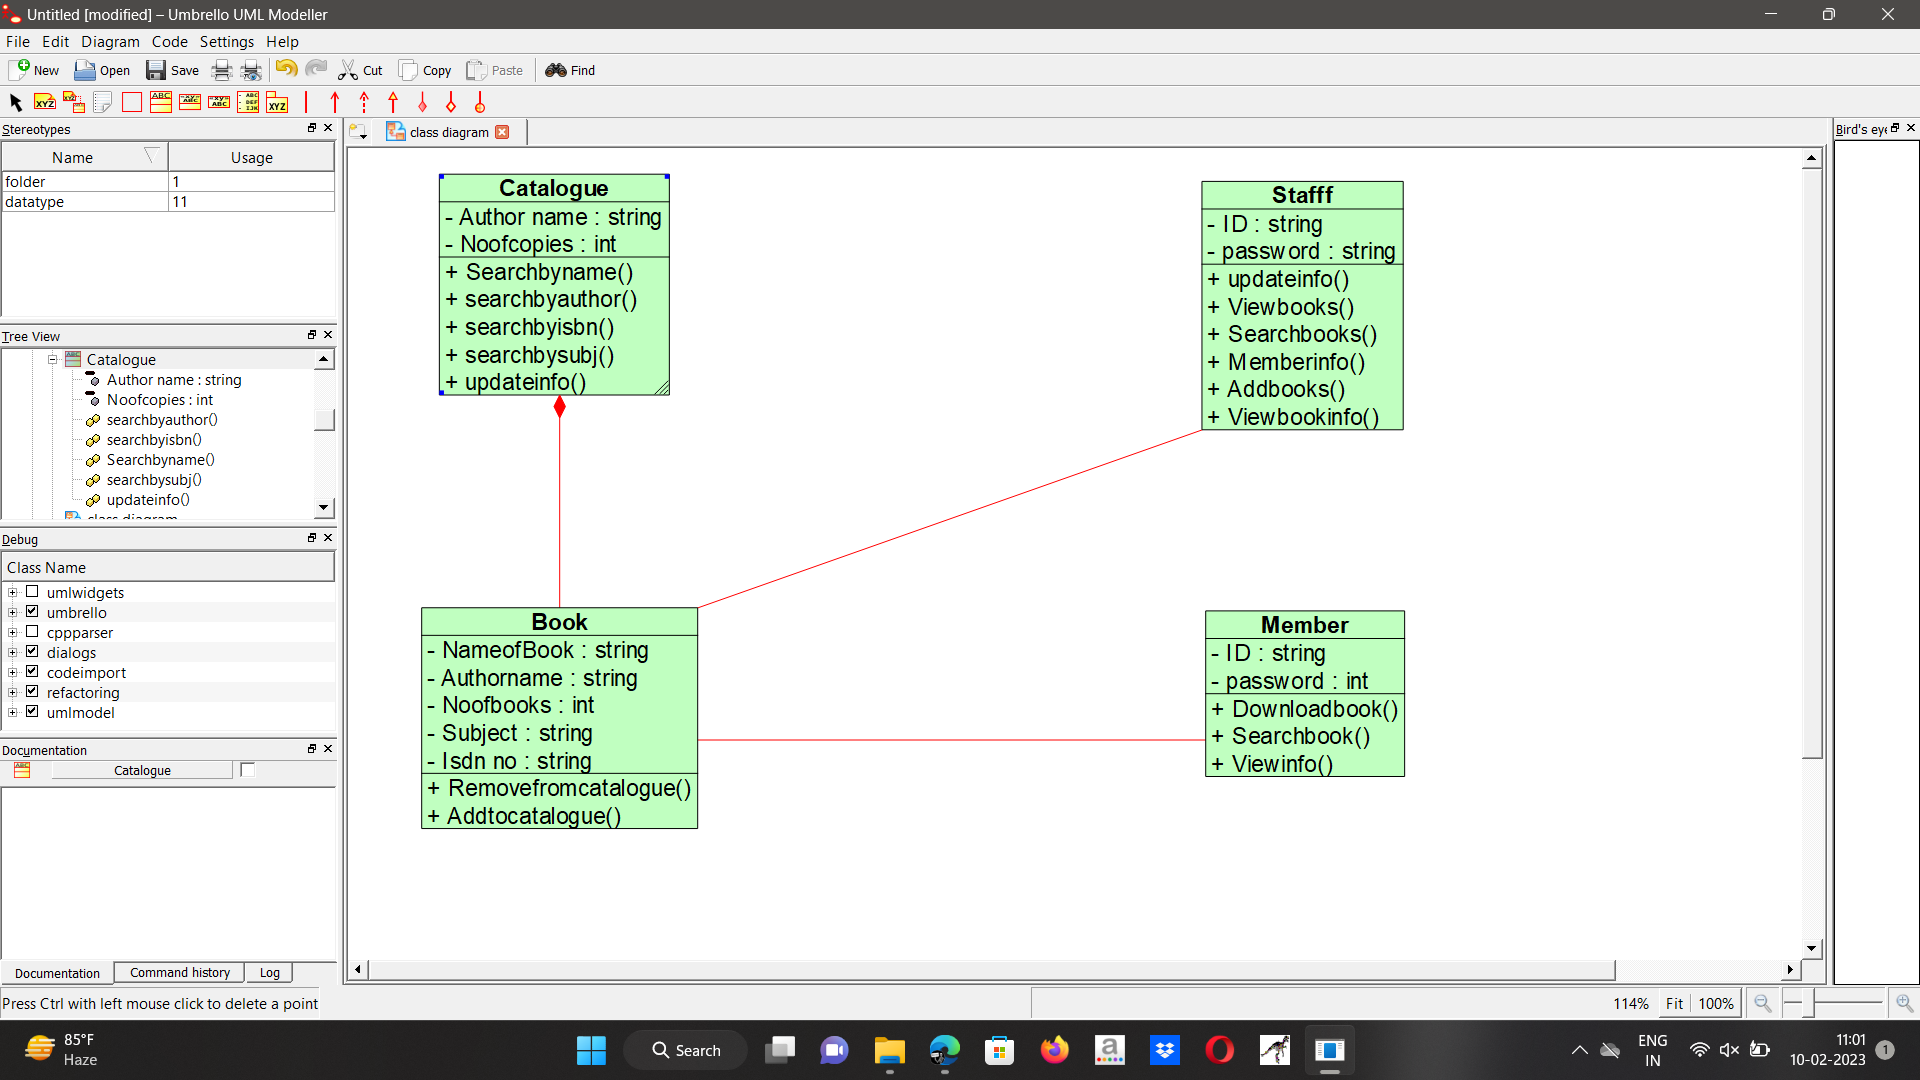 Untitled [modified] – Umbrello UML Modeller
File Edit Diagram Code Settings Help
New Open Save Cut Copy Paste Find
Stereotypes
Name Usage
folder 1
datatype 11
Tree View
Catalogue
Author name : string
Noofcopies : int
searchbyauthor()
searchbyisbn()
Searchbyname()
searchbysubj()
updateinfo()
class diagram
Debug
Class Name
umlwidgets
umbrello
cppparser
dialogs
codeimport
refactoring
umlmodel
Documentation
Catalogue
Documentation Command history Log
Press Ctrl with left mouse click to delete a point
class diagram
Catalogue
- Author name : string
- Noofcopies : int
+ Searchbyname()
+ searchbyauthor()
+ searchbyisbn()
+ searchbysubj()
+ updateinfo()
Stafff
- ID : string
- password : string
+ updateinfo()
+ Viewbooks()
+ Searchbooks()
+ Memberinfo()
+ Addbooks()
+ Viewbookinfo()
Book
- NameofBook : string
- Authorname : string
- Noofbooks : int
- Subject : string
- Isdn no : string
+ Removefromcatalogue()
+ Addtocatalogue()
Member
- ID : string
- password : int
+ Downloadbook()
+ Searchbook()
+ Viewinfo()
Bird's eye
114% Fit 100%
85°F
Haze
Search
ENG
IN
11:01
10-02-2023
1